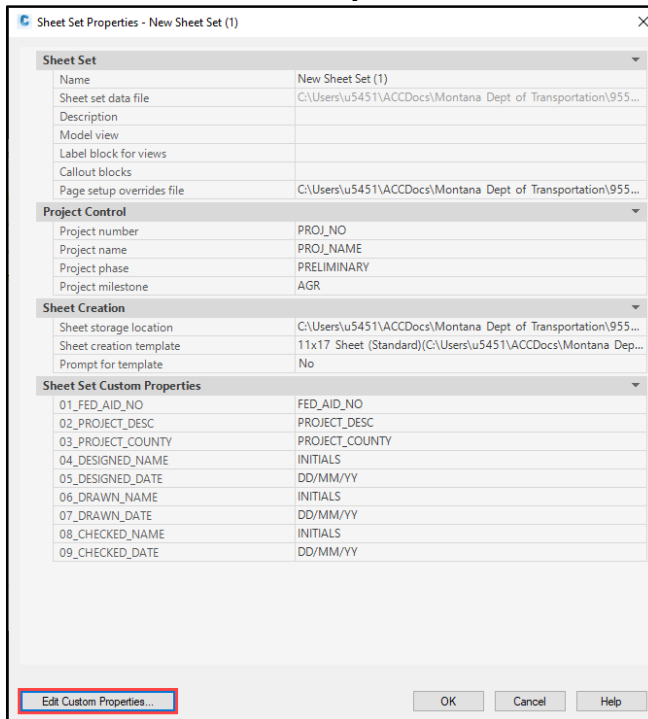 C Sheet Set Properties - New Sheet Set (1)
Sheet Set
Name New Sheet Set (1)
Sheet set data file C:\Users\u5451\ACCDocs\Montana Dept of Transportation\955...
Description
Model view
Label block for views
Callout blocks
Page setup overrides file C:\Users\u5451\ACCDocs\Montana Dept of Transportation\955...
Project Control
Project number PROJ_NO
Project name PROJ_NAME
Project phase PRELIMINARY
Project milestone AGR
Sheet Creation
Sheet storage location C:\Users\u5451\ACCDocs\Montana Dept of Transportation\955...
Sheet creation template 11x17 Sheet (Standard)(C:\Users\u5451\ACCDocs\Montana Dep...
Prompt for template No
Sheet Set Custom Properties
01_FED_AID_NO FED_AID_NO
02_PROJECT_DESC PROJECT_DESC
03_PROJECT_COUNTY PROJECT_COUNTY
04_DESIGNED_NAME INITIALS
05_DESIGNED_DATE DD/MM/YY
06_DRAWN_NAME INITIALS
07_DRAWN_DATE DD/MM/YY
08_CHECKED_NAME INITIALS
09_CHECKED_DATE DD/MM/YY
Edit Custom Properties... OK Cancel Help